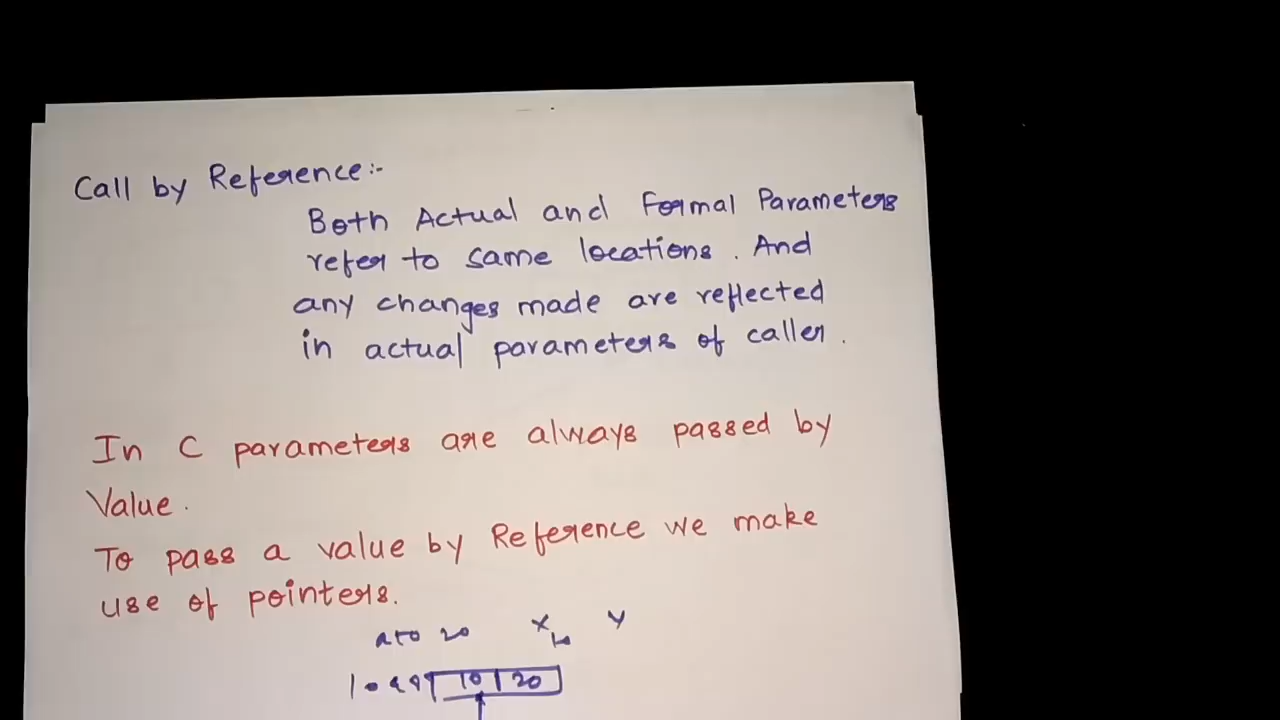 Call by Reference:-
Both Actual and Formal Parameters
refer to same locations. And
any changes made are reflected
in actual parameters of caller.
In C parameters are always passed by
Value.
To pass a value by Reference we make
use of pointers.
20 x 10 y
10 20